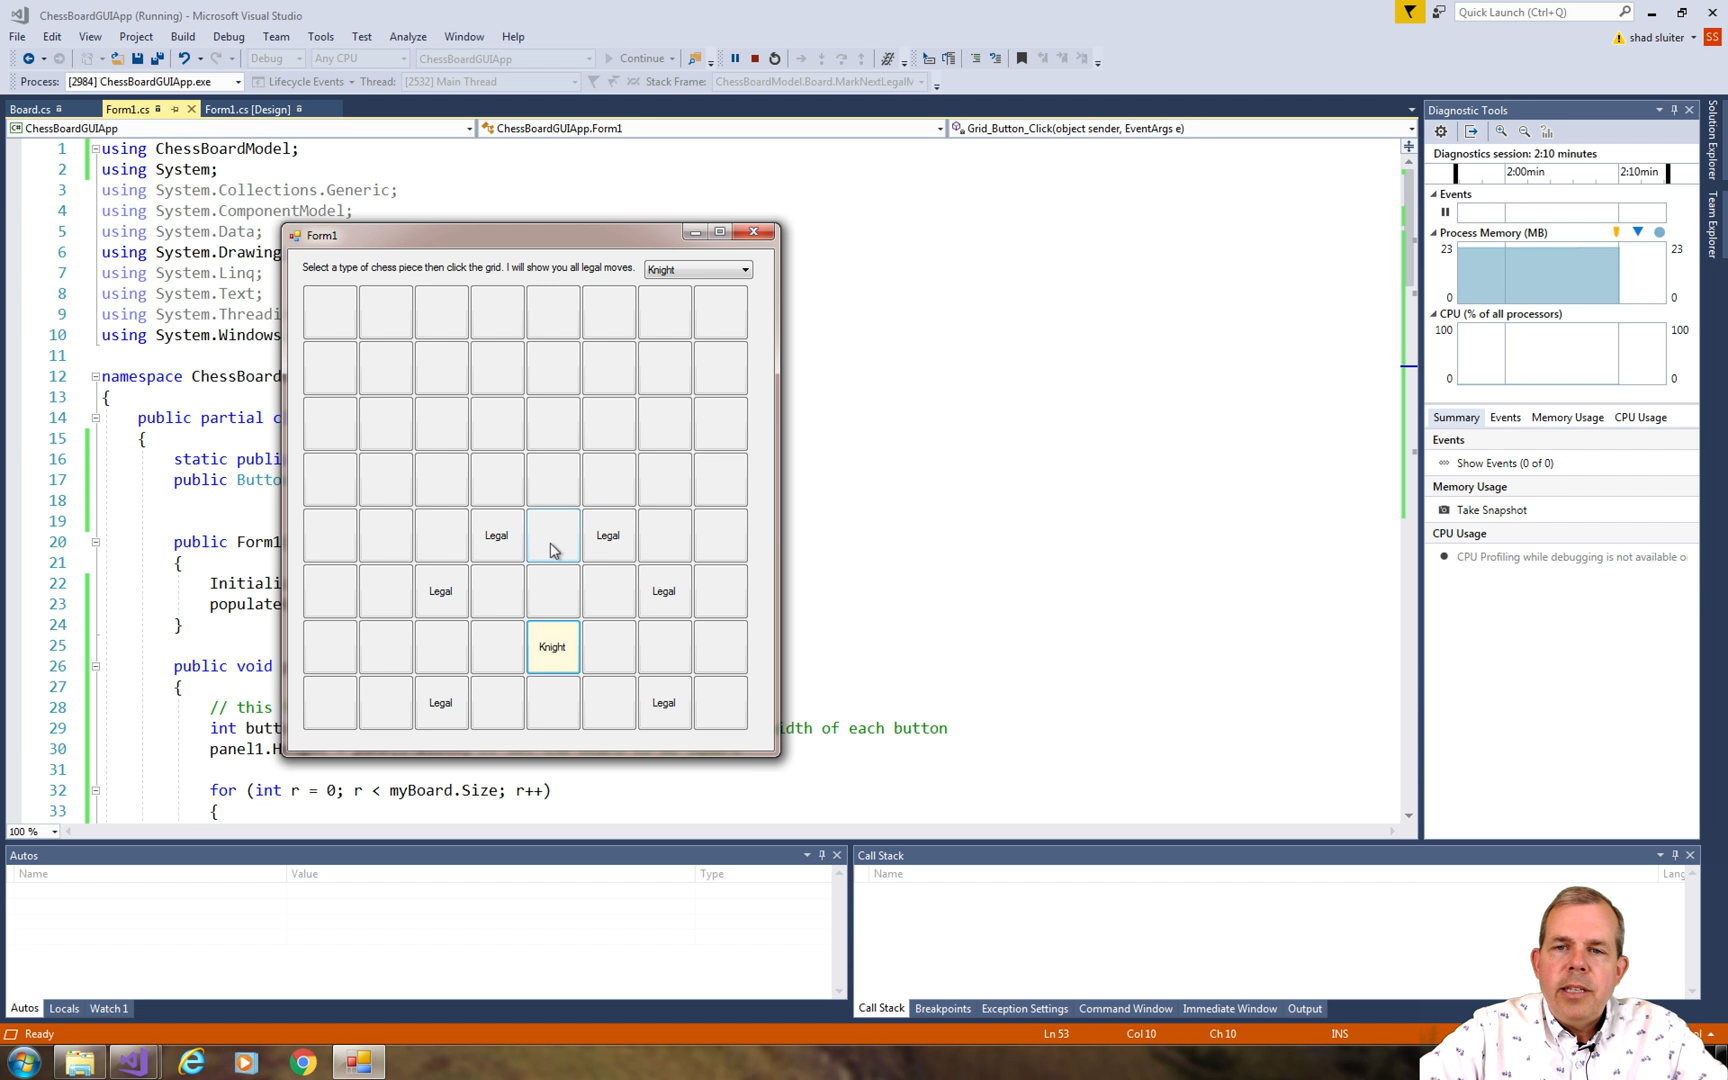 ChessBoardGUIApp (Running) - Microsoft Visual Studio
Quick Launch (Ctrl+Q)
File Edit View Project Build Debug Team Tools Test Analyze Window Help
shad sluiter SS
Debug Any CPU ChessBoardGUIApp Continue
Process: [2984] ChessBoardGUIApp.exe Lifecycle Events Thread: [2532] Main Thread Stack Frame: ChessBoardModel.Board.MarkNextLegalM
Board.cs Form1.cs Form1.cs [Design]
ChessBoardGUIApp ChessBoardGUIApp.Form1 Grid_Button_Click(object sender, EventArgs e)
1 using ChessBoardModel;
2 using System;
3 using System.Collections.Generic;
4 using System.ComponentModel;
5 using System.Data;
6 using System.Drawing
7 using System.Linq;
8 using System.Text;
9 using System.Threadi
10 using System.Windows
11
12 namespace ChessBoard
13 {
14 public partial c
15 {
16 static publi
17 public Butto
18
19
20 public Form1
21 {
22 Initiali
23 populate
24 }
25
26 public void
27 {
28 // this
29 int butt idth of each button
30 panel1.H
31
32 for (int r = 0; r < myBoard.Size; r++)
33 {
100 %
Form1
Select a type of chess piece then click the grid. I will show you all legal moves. Knight
Legal Legal
Legal Legal
Knight
Legal Legal
Diagnostic Tools
Diagnostics session: 2:10 minutes
2:00min 2:10min
Events
Process Memory (MB)
23 23
0 0
CPU (% of all processors)
100 100
0 0
Summary Events Memory Usage CPU Usage
Events
Show Events (0 of 0)
Memory Usage
Take Snapshot
CPU Usage
CPU Profiling while debugging is not available o
Solution Explorer
Team Explorer
Autos
Name Value Type
Autos Locals Watch 1
Call Stack
Name Lang
Call Stack Breakpoints Exception Settings Command Window Immediate Window Output
Ready Ln 53 Col 10 Ch 10 INS